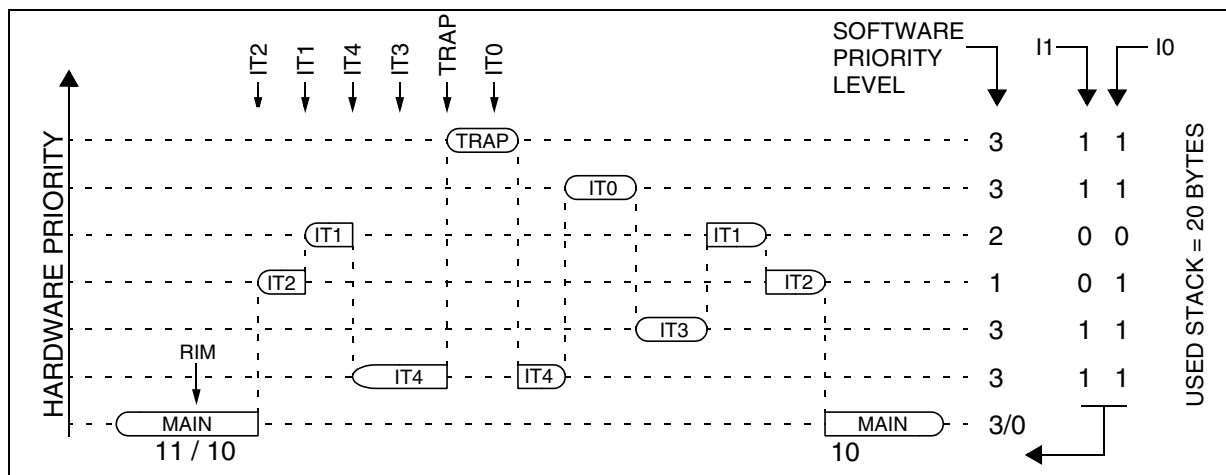 IT2
IT1
IT4
IT3
TRAP
IT0
SOFTWARE
PRIORITY
LEVEL
I1
I0
HARDWARE PRIORITY
TRAP
3
1 1
IT0
3
1 1
IT1
IT1
2
0 0
IT2
IT2
1
0 1
IT3
3
1 1
RIM
IT4
IT4
3
1 1
MAIN
MAIN
3/0
11 / 10
10
USED STACK = 20 BYTES